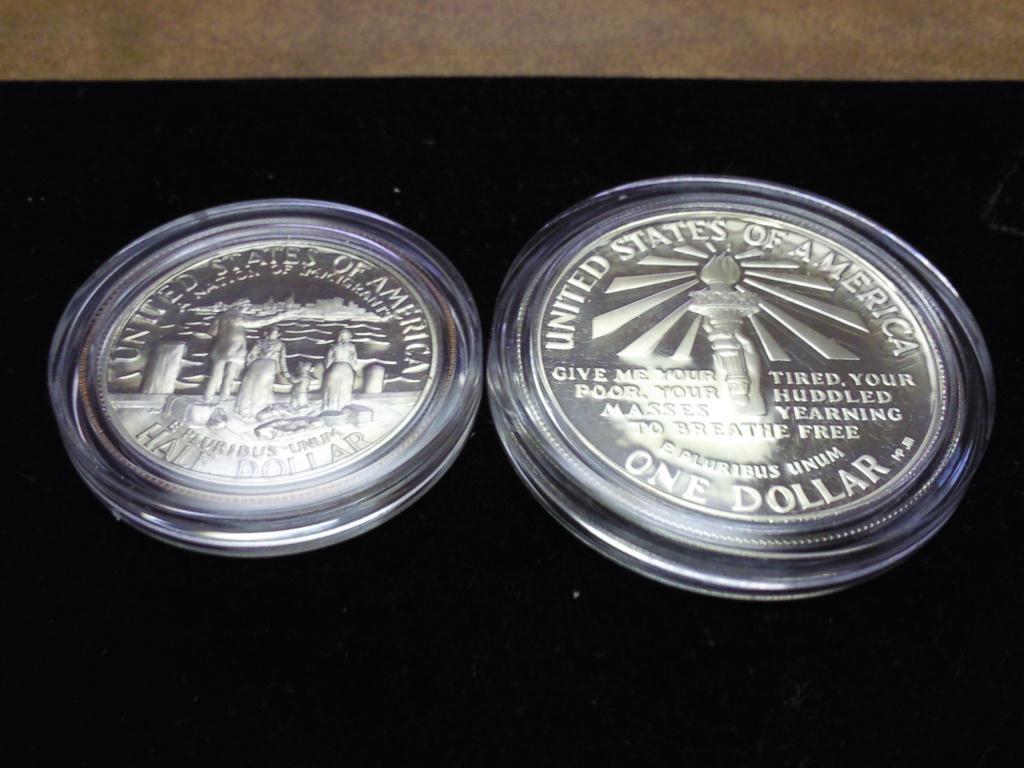 UNITED STATES OF AMERICA
A NATION OF IMMIGRANTS
E PLURIBUS UNUM
HALF DOLLAR
UNITED STATES OF AMERICA
GIVE ME YOUR TIRED, YOUR
POOR, YOUR HUDDLED
MASSES YEARNING
TO BREATHE FREE
E PLURIBUS UNUM
ONE DOLLAR